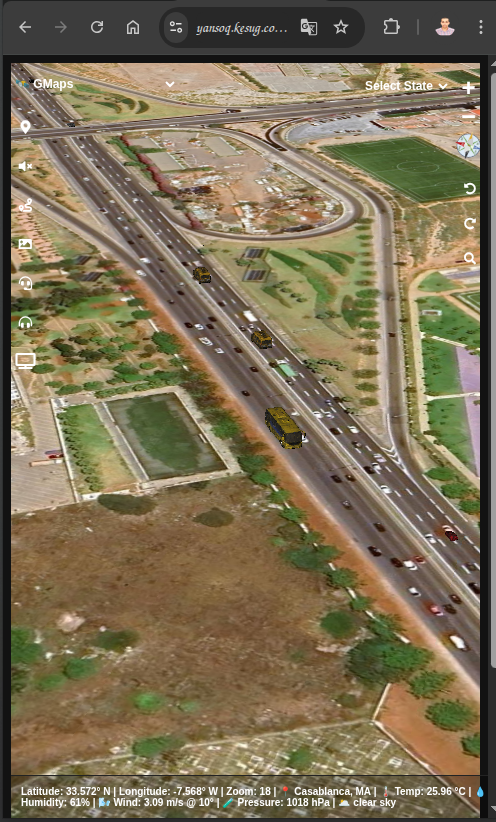 yansoq.kesug.co...
GMaps
Select State
Latitude: 33.572° N | Longitude: -7.568° W | Zoom: 18 | 📍 Casablanca, MA | 🌡️ Temp: 25.96 °C | 💧
Humidity: 61% | 🌬️ Wind: 3.09 m/s @ 10° | 🧪 Pressure: 1018 hPa | 🌤️ clear sky